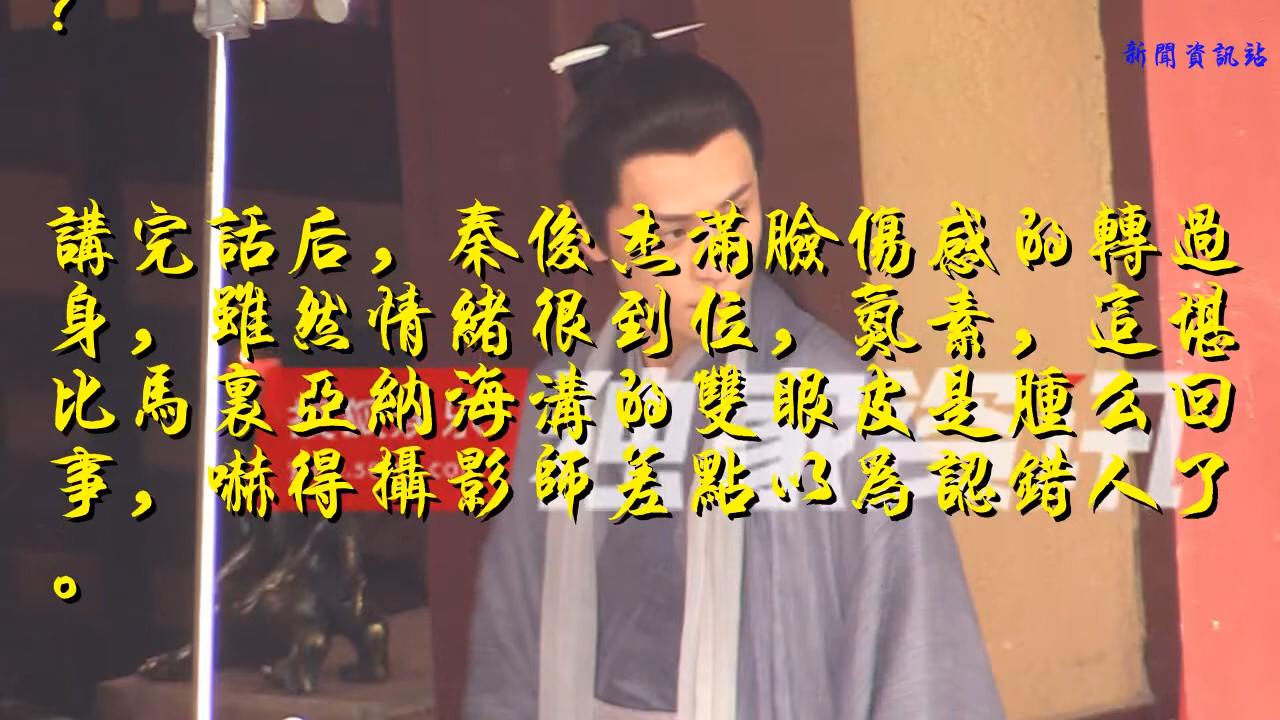 ？
新聞資訊站
講完話后，秦俊杰滿臉傷感的轉過
身，雖然情緒很到位，氮素，這堪
比馬裏亞納海溝的雙眼皮是腫么回
事，嚇得攝影師差點以為認錯人了
。